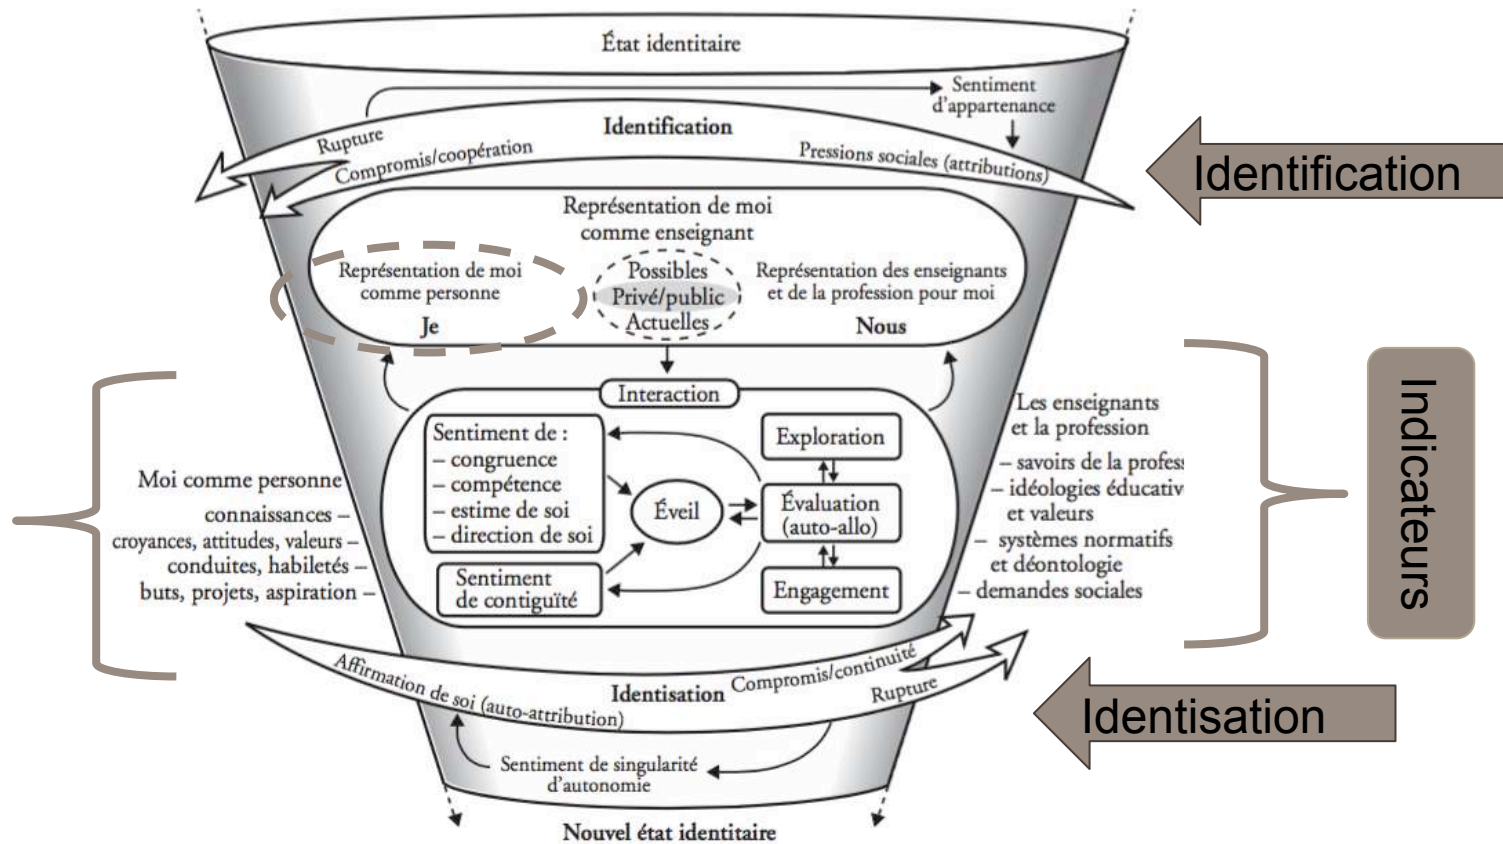 État identitaire
Sentiment
d'appartenance
Identification
Rupture
Compromis/coopération
Pressions sociales (attributions)
Identification
Représentation de moi
comme enseignant
Représentation de moi
comme personne
Je
Possibles
Privé/public
Actuelles
Représentation des enseignants
et de la profession pour moi
Nous
Interaction
Sentiment de :
– congruence
– compétence
– estime de soi
– direction de soi
Sentiment
de contiguïté
Éveil
Exploration
Évaluation
(auto-allo)
Engagement
Moi comme personne
connaissances –
croyances, attitudes, valeurs –
conduites, habiletés –
buts, projets, aspiration –
Les enseignants
et la profession
– savoirs de la profes
– idéologies éducativ
et valeurs
– systèmes normatifs
et déontologie
– demandes sociales
Indicateurs
Affirmation de soi (auto-attribution)
Identisation
Compromis/continuité
Rupture
Identisation
Sentiment de singularité
d'autonomie
Nouvel état identitaire